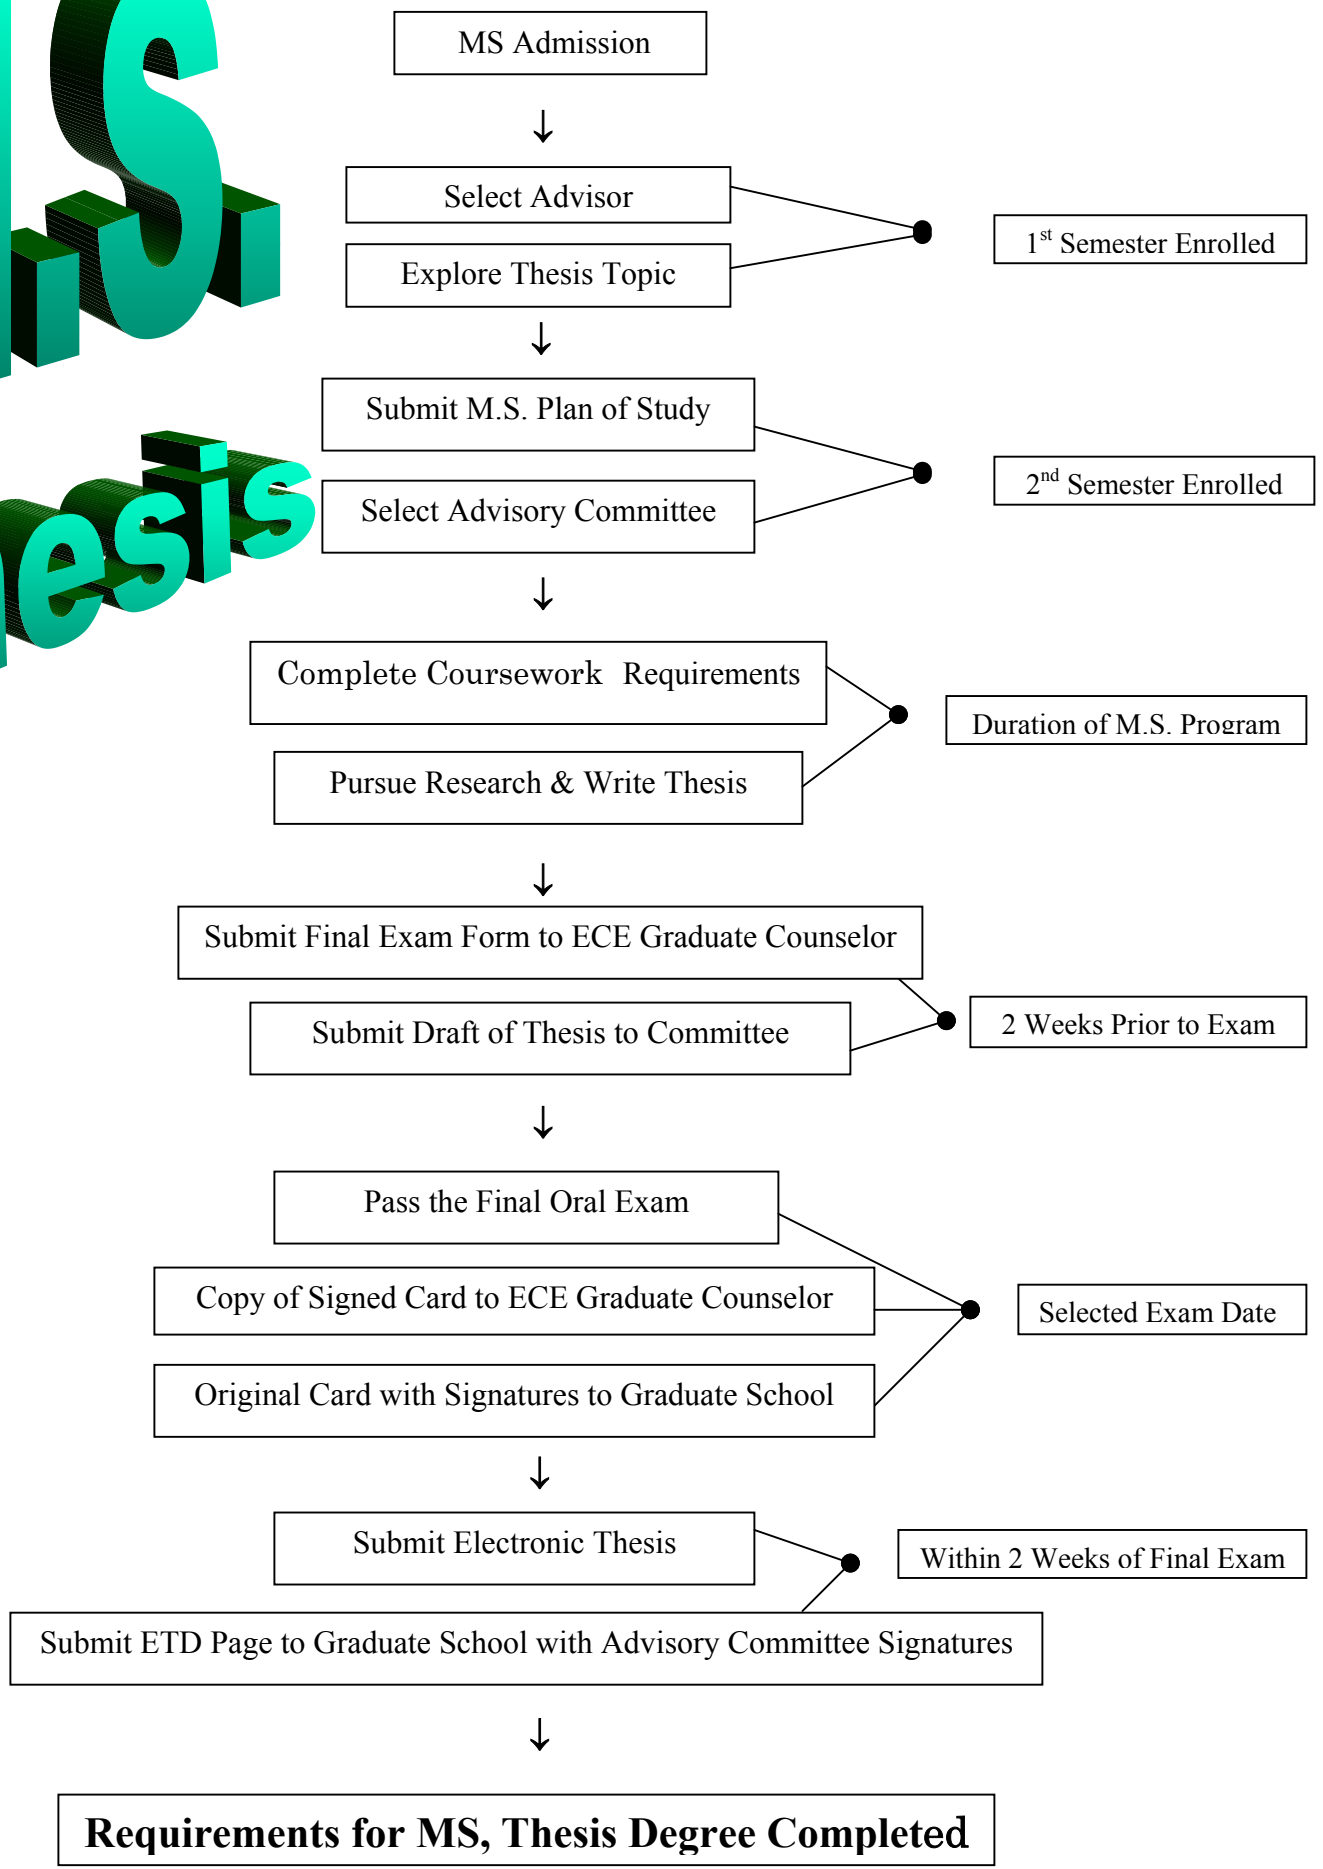 .S.
MS Admission
Select Advisor
Explore Thesis Topic
1st Semester Enrolled
Submit M.S. Plan of Study
Select Advisory Committee
2nd Semester Enrolled
hesis
Complete Coursework Requirements
Pursue Research & Write Thesis
Duration of M.S. Program
Submit Final Exam Form to ECE Graduate Counselor
Submit Draft of Thesis to Committee
2 Weeks Prior to Exam
Pass the Final Oral Exam
Copy of Signed Card to ECE Graduate Counselor
Original Card with Signatures to Graduate School
Selected Exam Date
Submit Electronic Thesis
Submit ETD Page to Graduate School with Advisory Committee Signatures
Within 2 Weeks of Final Exam
Requirements for MS, Thesis Degree Completed